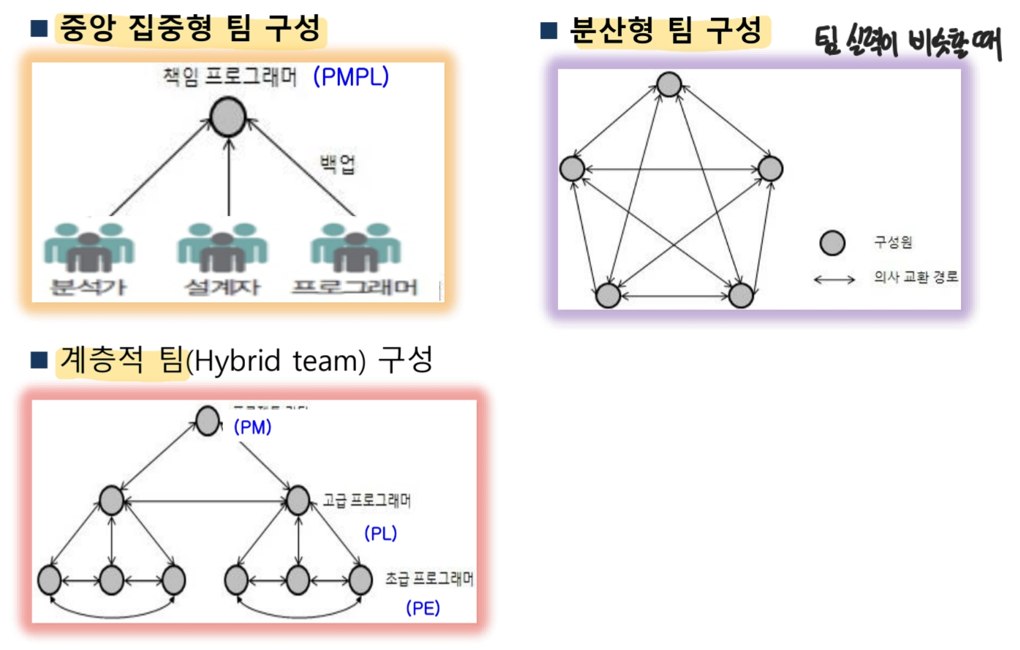 ■ 중앙 집중형 팀 구성
책임 프로그래머 (PMPL)
백업
분석가 설계자 프로그래머
■ 분산형 팀 구성
팀 실력이 비슷할 때
구성원
의사 교환 경로
■ 계층적 팀(Hybrid team) 구성
(PM)
고급 프로그래머
(PL)
초급 프로그래머
(PE)